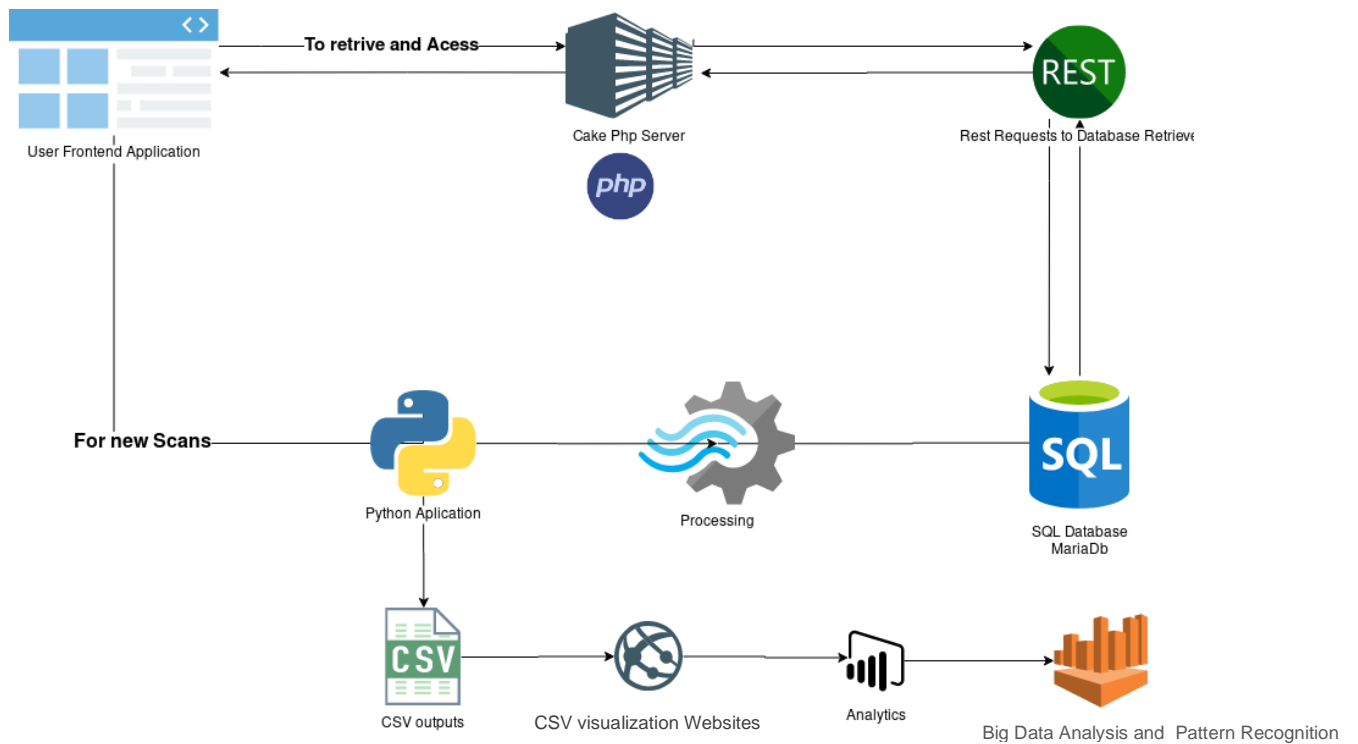 To retrive and Acess
REST
User Frontend Application
Cake Php Server
Rest Requests to Database Retrieve
php
For new Scans
SQL
Python Aplication
Processing
SQL Database
MariaDb
CSV
CSV outputs
CSV visualization Websites
Analytics
Big Data Analysis and  Pattern Recognition